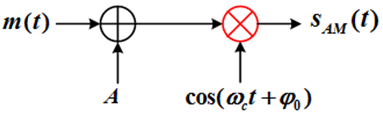 m(t) s_AM(t)
A cos(ω_c t + φ_0)